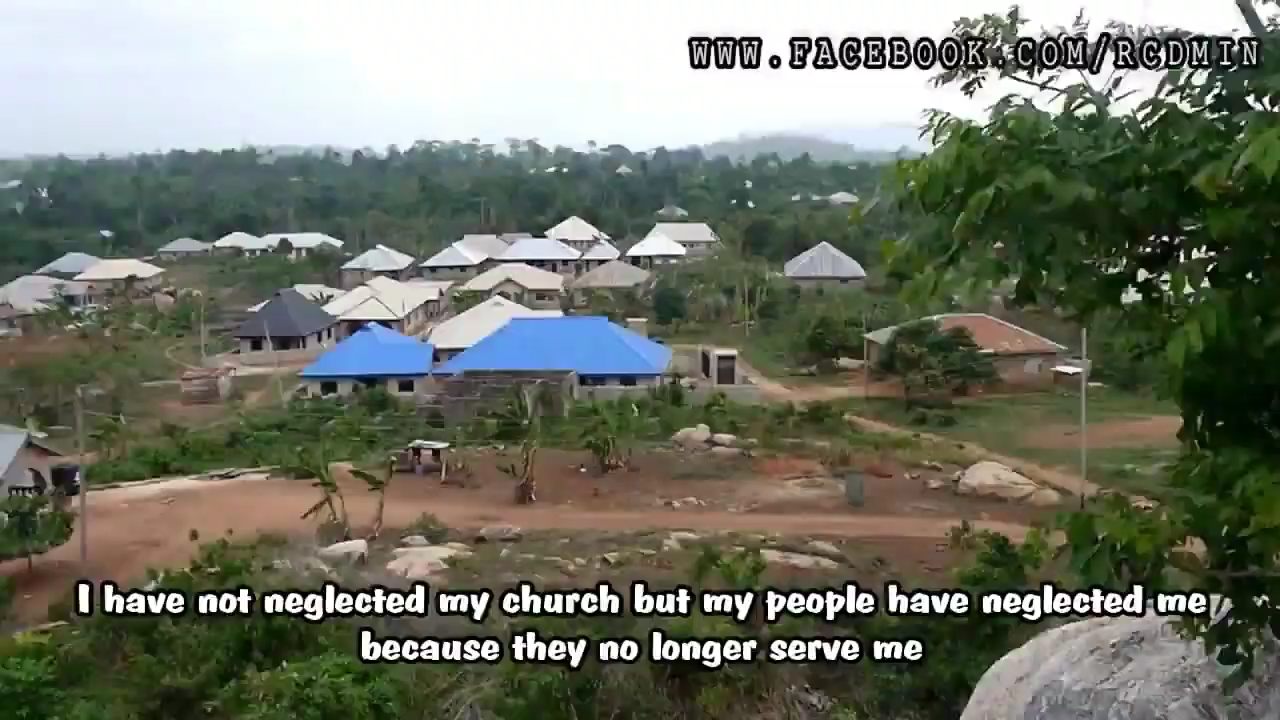 WWW.FACEBOOK.COM/RCDMIN
I have not neglected my church but my people have neglected me
because they no longer serve me